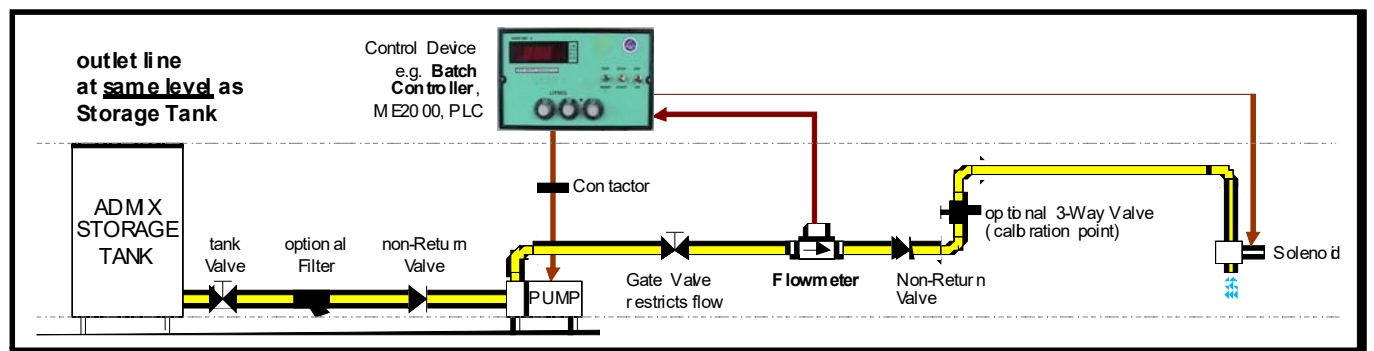 outlet line
at same level as
Storage Tank
Control Device
e.g. Batch
Controller,
ME2000, PLC
LITRES
Contactor
ADMIX
STORAGE
TANK
tank
Valve
optional
Filter
non-Return
Valve
PUMP
Gate Valve
restricts flow
Flowmeter
Non-Return
Valve
optional 3-Way Valve
(calbration point)
Solenoid